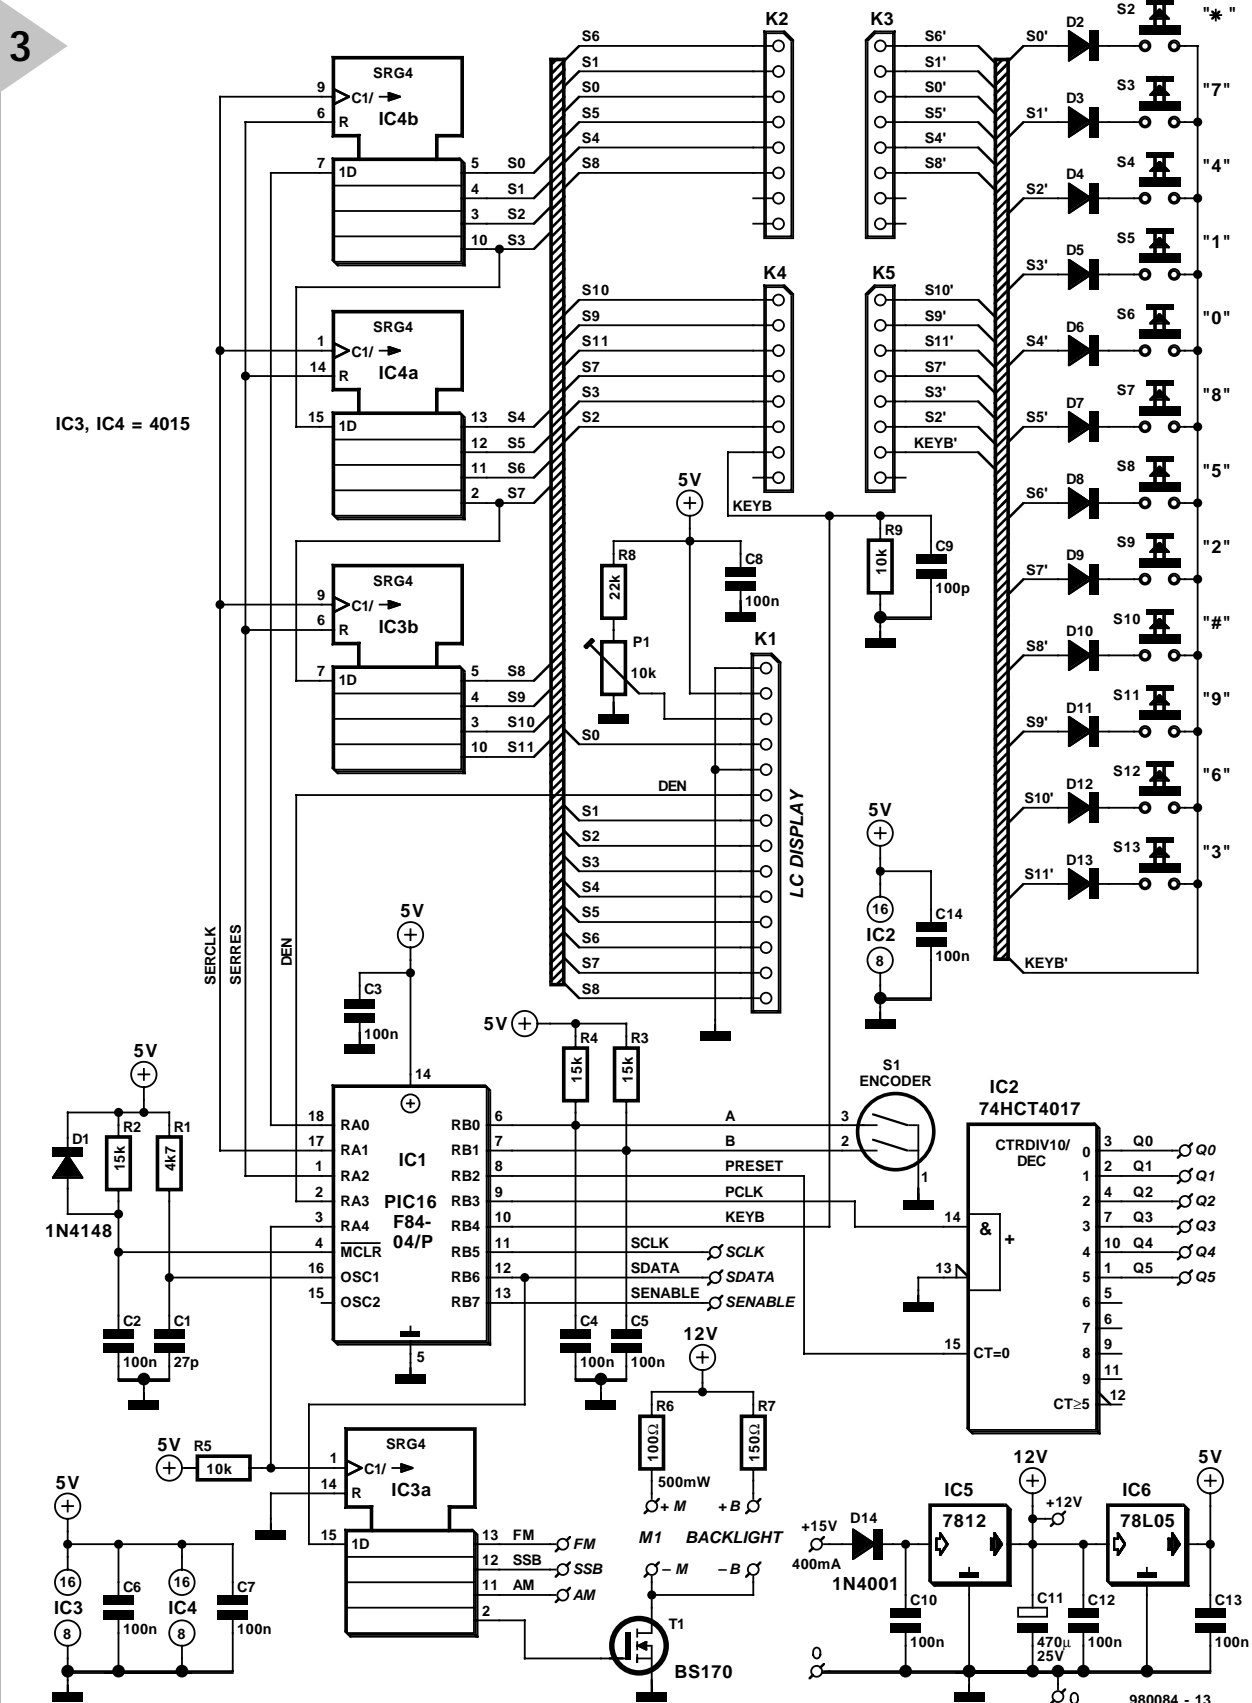 3
SRG4
9
C1/
6
R
IC4b
7
1D
5 S0
4 S1
3 S2
10 S3
SRG4
1
C1/
14
R
IC4a
15
1D
13 S4
12 S5
11 S6
2 S7
IC3, IC4 = 4015
SRG4
9
C1/
6
R
IC3b
7
1D
5 S8
4 S9
3 S10
10 S11
K2
S6
S1
S0
S5
S4
S8
K3
S6'
S1'
S0'
S5'
S4'
S8'
K4
S10
S9
S11
S7
S3
S2
KEYB
K5
S10'
S9'
S11'
S7'
S3'
S2'
KEYB'
S0' D2 S2 "*"
S1' D3 S3 "7"
S2' D4 S4 "4"
S3' D5 S5 "1"
S4' D6 S6 "0"
S5' D7 S7 "8"
S6' D8 S8 "5"
S7' D9 S9 "2"
S8' D10 S10 "#"
S9' D11 S11 "9"
S10' D12 S12 "6"
S11' D13 S13 "3"
KEYB'
5V
R8
22k
C8
100n
P1
10k
R9
10k
C9
100p
K1
S0
DEN
S1
S2
S3
S4
S5
S6
S7
S8
LC DISPLAY
5V
16
IC2
8
C14
100n
SERCLK
SERRES
DEN
5V
C3
100n
5V
R4
15k
R3
15k
5V
D1
1N4148
R2
15k
R1
4k7
C2
100n
C1
27p
14
18 RA0
17 RA1
1 RA2
2 RA3
3 RA4
4 MCLR
16 OSC1
15 OSC2
IC1
PIC16
F84-
04/P
RB0 6 A
RB1 7 B
RB2 8 PRESET
RB3 9 PCLK
RB4 10 KEYB
RB5 11 SCLK SCLK
RB6 12 SDATA SDATA
RB7 13 SENABLE SENABLE
5
C4
100n
C5
100n
S1
ENCODER
3
2
1
IC2
74HCT4017
CTRDIV10/
DEC
14
&
+
13
15 CT=0
0 3 Q0 Q0
1 2 Q1 Q1
2 4 Q2 Q2
3 7 Q3 Q3
4 10 Q4 Q4
5 1 Q5 Q5
6 5
7 6
8 9
9 11
CT≥5 12
5V
R5
10k
SRG4
1
C1/
14
R
IC3a
15
1D
13 FM FM
12 SSB SSB
11 AM AM
2
12V
R6
100Ω
500mW
R7
150Ω
+ M
+ B
M1
BACKLIGHT
– M
– B
T1
BS170
5V
16
IC3
8
C6
100n
16
IC4
8
C7
100n
+15V
400mA
D14
1N4001
C10
100n
IC5
7812
12V
+12V
C11
470µ
25V
C12
100n
IC6
78L05
5V
C13
100n
0
0
980084 - 13